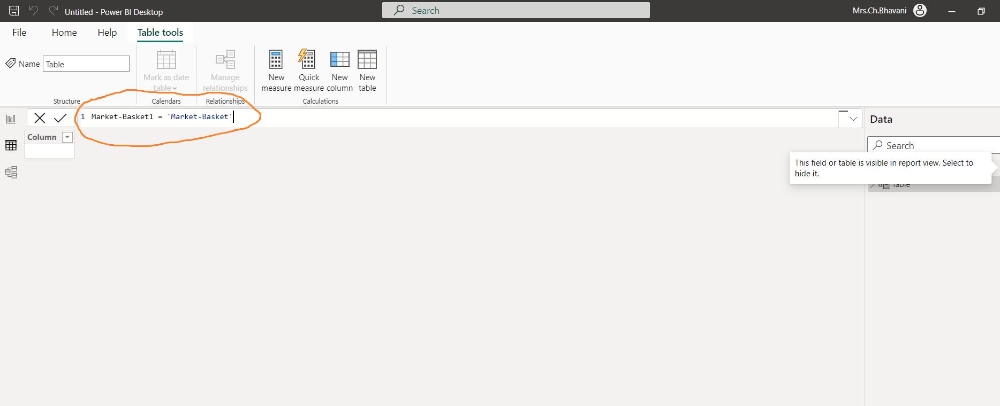 Untitled - Power BI Desktop
Search
Mrs.Ch.Bhavani
File
Home
Help
Table tools
Name
Table
Mark as date
table
Manage
relationships
New
measure
Quick
measure
New
column
New
table
Structure
Calendars
Relationships
Calculations
1 Market-Basket1 = 'Market-Basket'
Column
Data
Search
This field or table is visible in report view. Select to
hide it.
Table